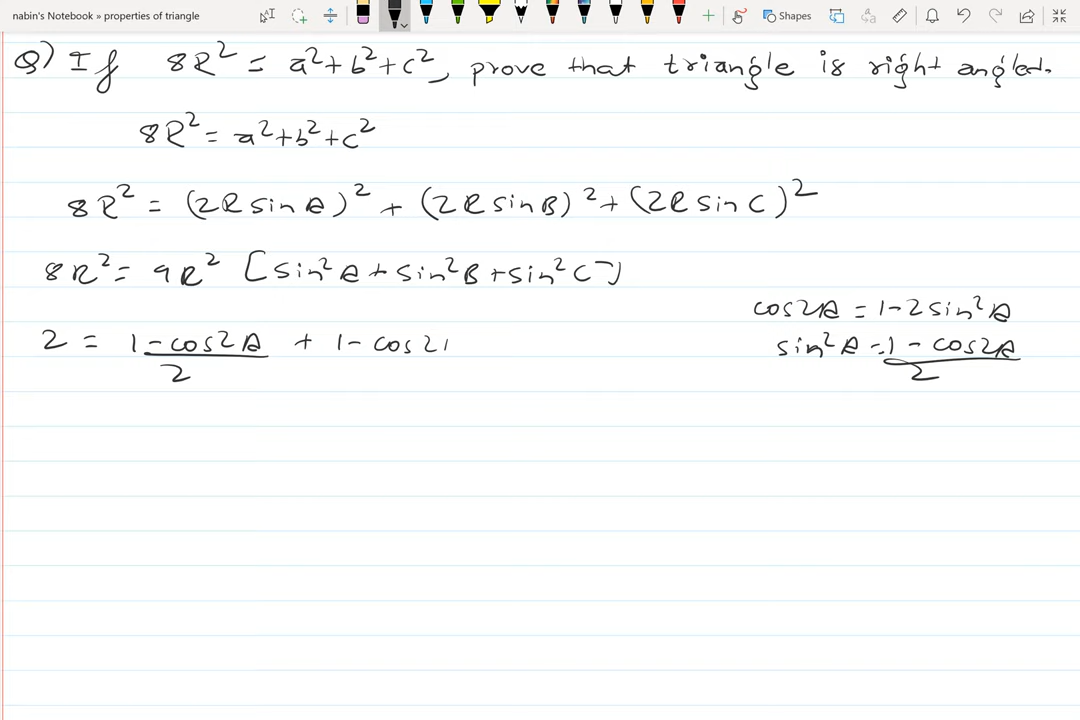 nabin's Notebook » properties of triangle
Shapes
Q) If 8R² = a²+b²+c², prove that triangle is right angled.
8R² = a²+b²+c²
8R² = (2R sin A)² + (2R sin B)² + (2R sin C)²
8R² = 4R² [sin²A + sin²B + sin²C]
cos2A = 1-2sin²A
2 = 1-cos2A/2 + 1-cos2
sin²A = 1-cos2A/2